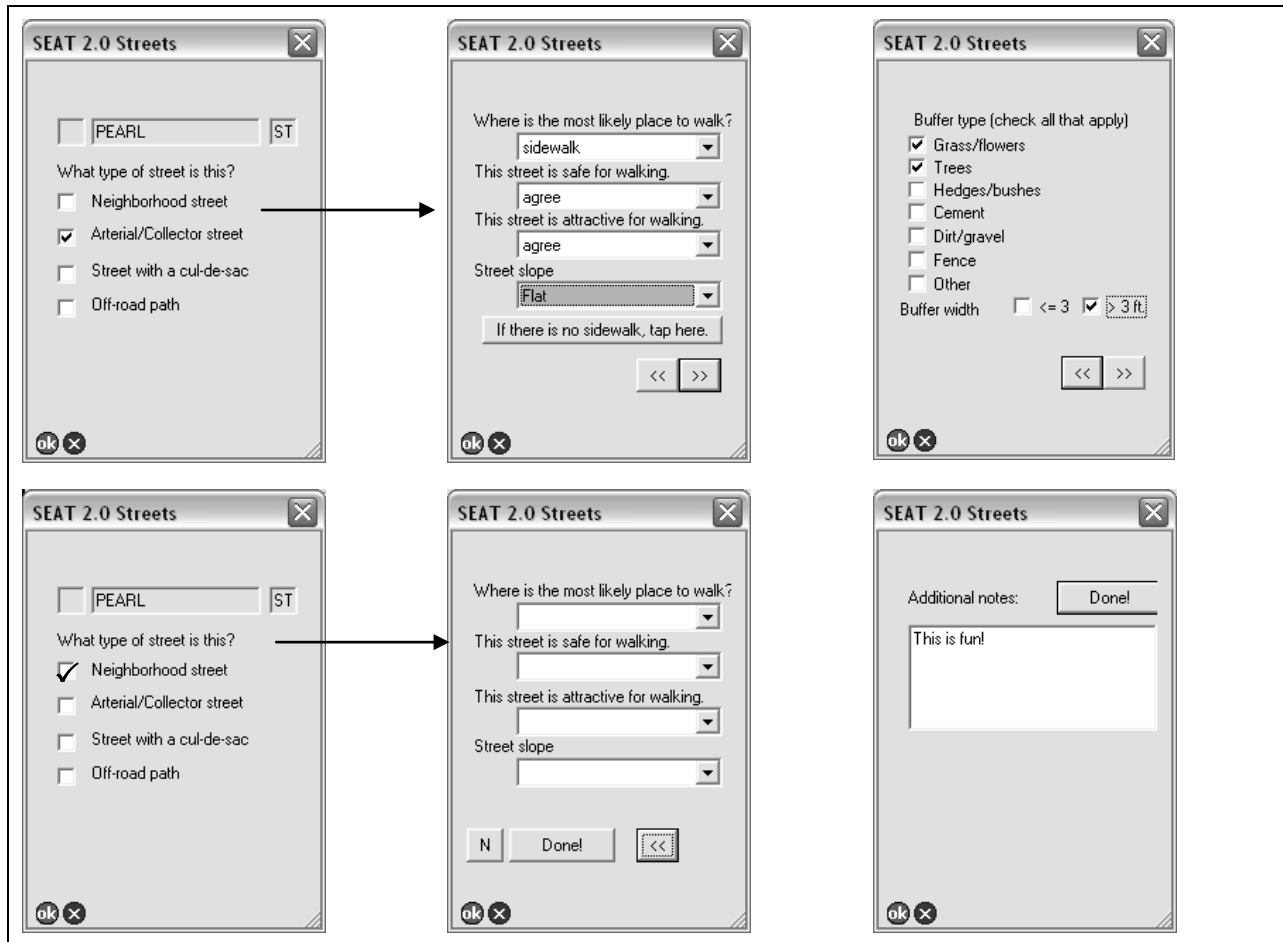 SEAT 2.0 Streets
PEARL ST
What type of street is this?
Neighborhood street
Arterial/Collector street
Street with a cul-de-sac
Off-road path
ok
SEAT 2.0 Streets
Where is the most likely place to walk?
sidewalk
This street is safe for walking.
agree
This street is attractive for walking.
agree
Street slope
Flat
If there is no sidewalk, tap here.
<< >>
ok
SEAT 2.0 Streets
Buffer type (check all that apply)
Grass/flowers
Trees
Hedges/bushes
Cement
Dirt/gravel
Fence
Other
Buffer width <= 3 > 3 ft.
<< >>
ok
SEAT 2.0 Streets
PEARL ST
What type of street is this?
Neighborhood street
Arterial/Collector street
Street with a cul-de-sac
Off-road path
ok
SEAT 2.0 Streets
Where is the most likely place to walk?
This street is safe for walking.
This street is attractive for walking.
Street slope
N Done! <<
ok
SEAT 2.0 Streets
Additional notes: Done!
This is fun!
ok